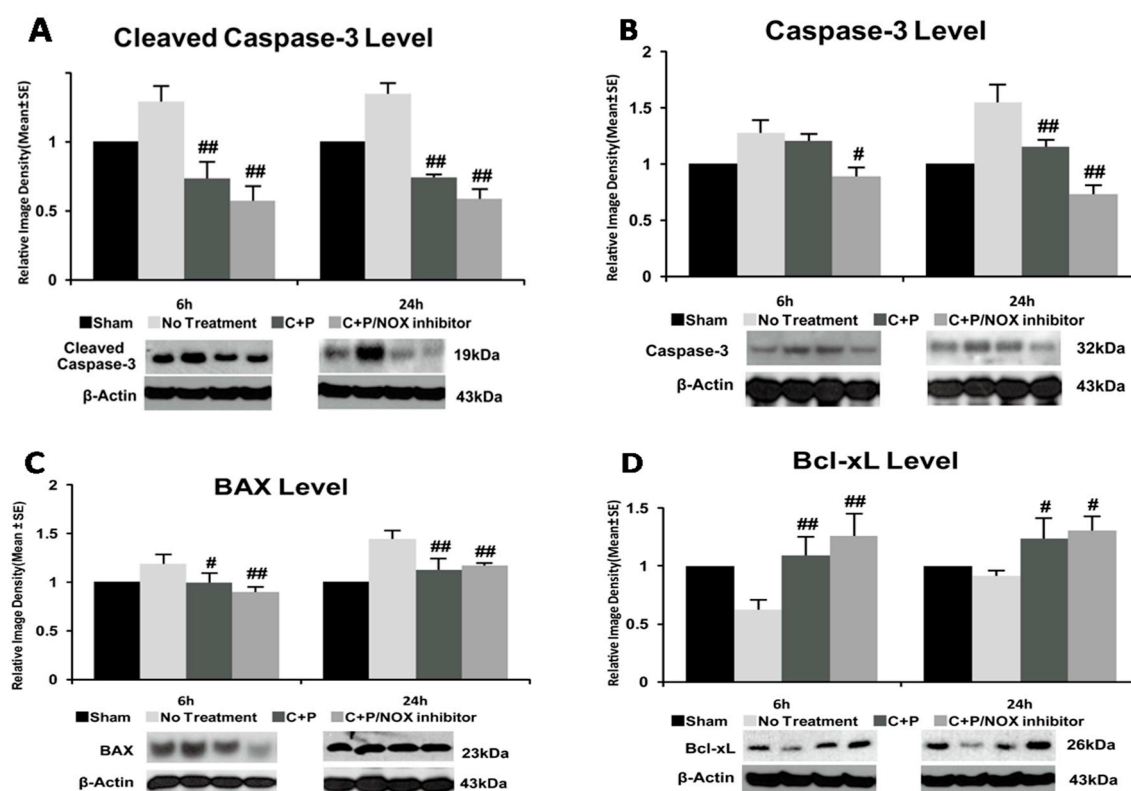 A
Cleaved Caspase-3 Level
Relative Image Density(Mean±SE)
1
0.5
0
##
##
##
##
6h
24h
Sham No Treatment C+P C+P/NOX inhibitor
Cleaved
Caspase-3
19kDa
β-Actin
43kDa
B
Caspase-3 Level
Relative Image Density(Mean±SE)
2
1.5
1
0.5
0
#
##
##
6h
24h
Sham No Treatment C+P C+P/NOX inhibitor
Caspase-3
32kDa
β-Actin
43kDa
C
BAX Level
Relative Image Density(Mean ± SE)
2
1.5
1
0.5
0
#
##
##
##
6h
24h
Sham No Treatment C+P C+P/NOX inhibitor
BAX
23kDa
β-Actin
43kDa
D
Bcl-xL Level
Relative Image Density(Mean±SE)
1.5
1
0.5
0
##
##
#
#
6h
24h
Sham No Treatment C+P C+P/NOX inhibitor
Bcl-xL
26kDa
β-Actin
43kDa